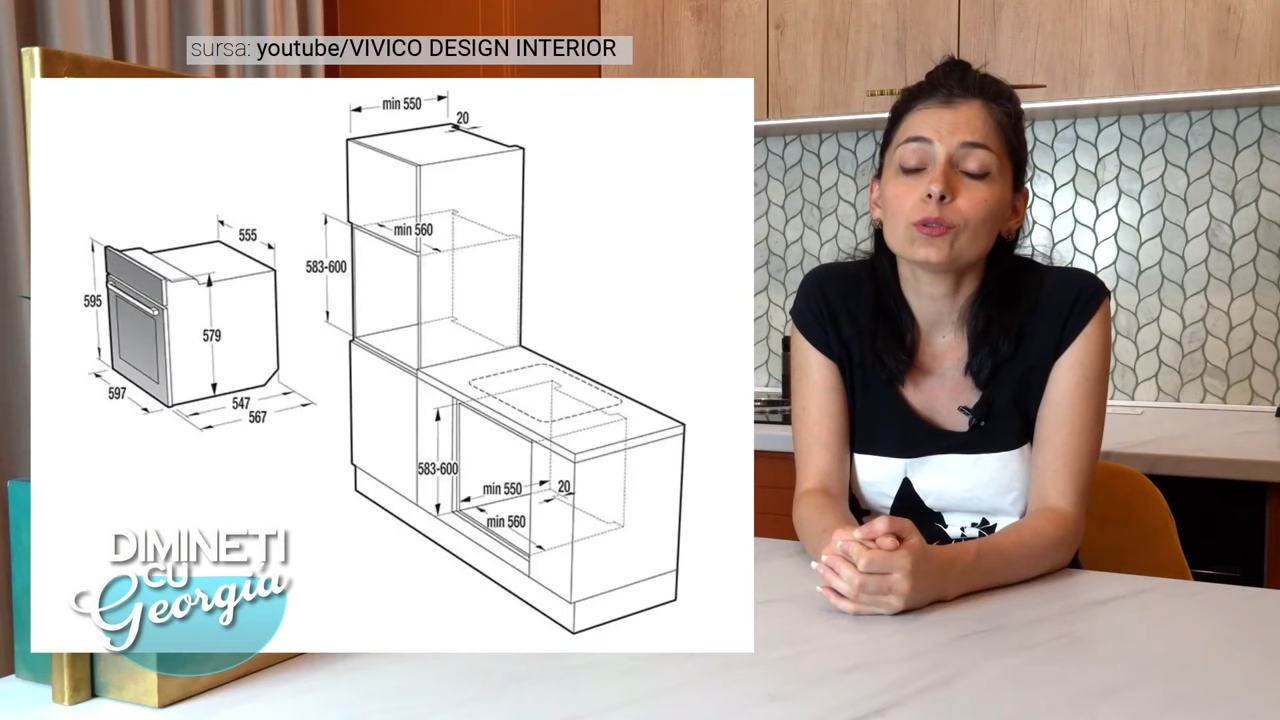 sursa: youtube/VIVICO DESIGN INTERIOR
min 550
20
min 560
583-600
555
595
579
597
547
567
583-600
min 550
20
min 560
DIMINETI
CU
Georgia